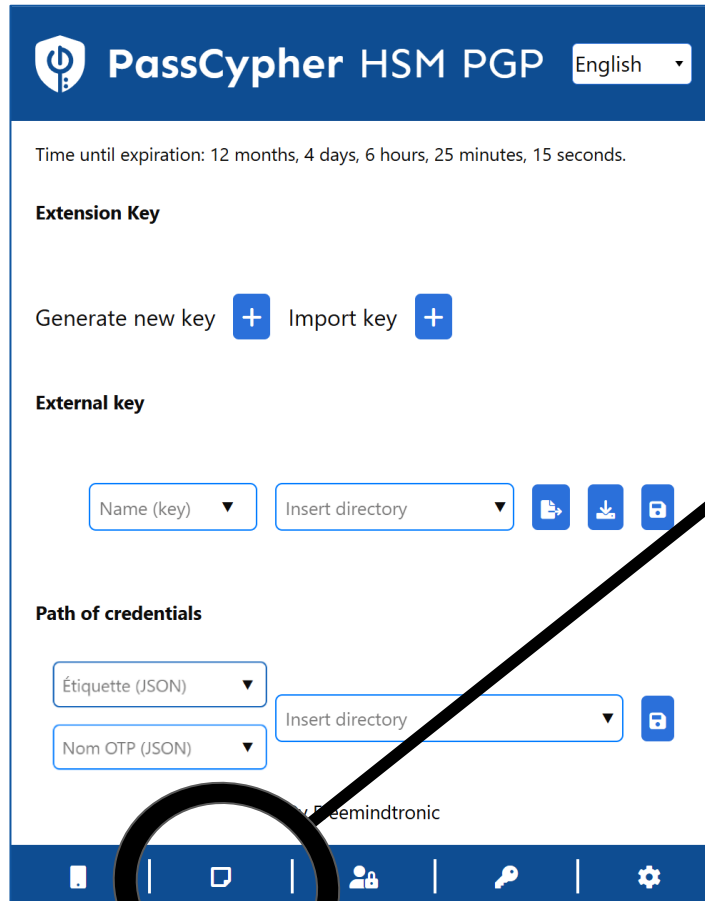 PassCypher HSM PGP
English
Time until expiration: 12 months, 4 days, 6 hours, 25 minutes, 15 seconds.
Extension Key
Generate new key
Import key
External key
Name (key)
Insert directory
Path of credentials
Étiquette (JSON)
Insert directory
Nom OTP (JSON)